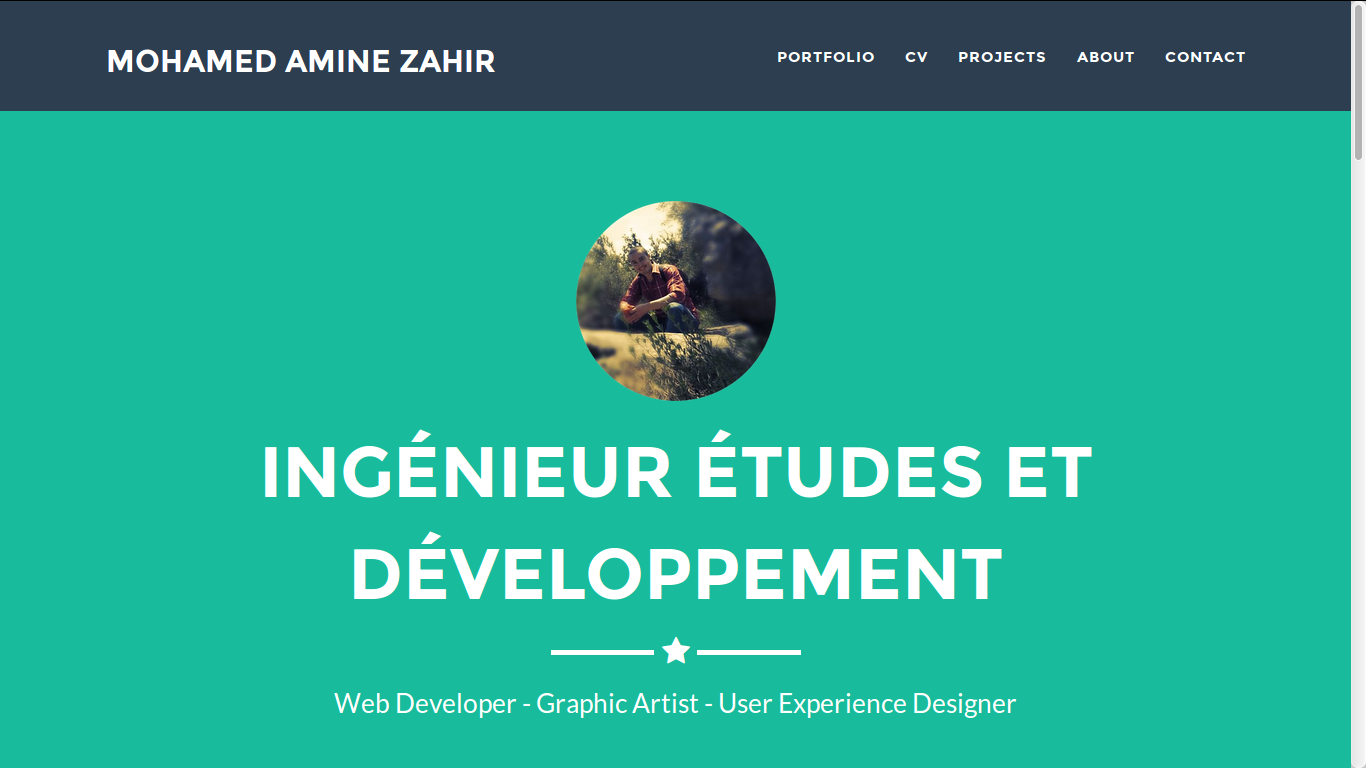 MOHAMED AMINE ZAHIR
PORTFOLIO CV PROJECTS ABOUT CONTACT
INGÉNIEUR ÉTUDES ET
DÉVELOPPEMENT
Web Developer - Graphic Artist - User Experience Designer